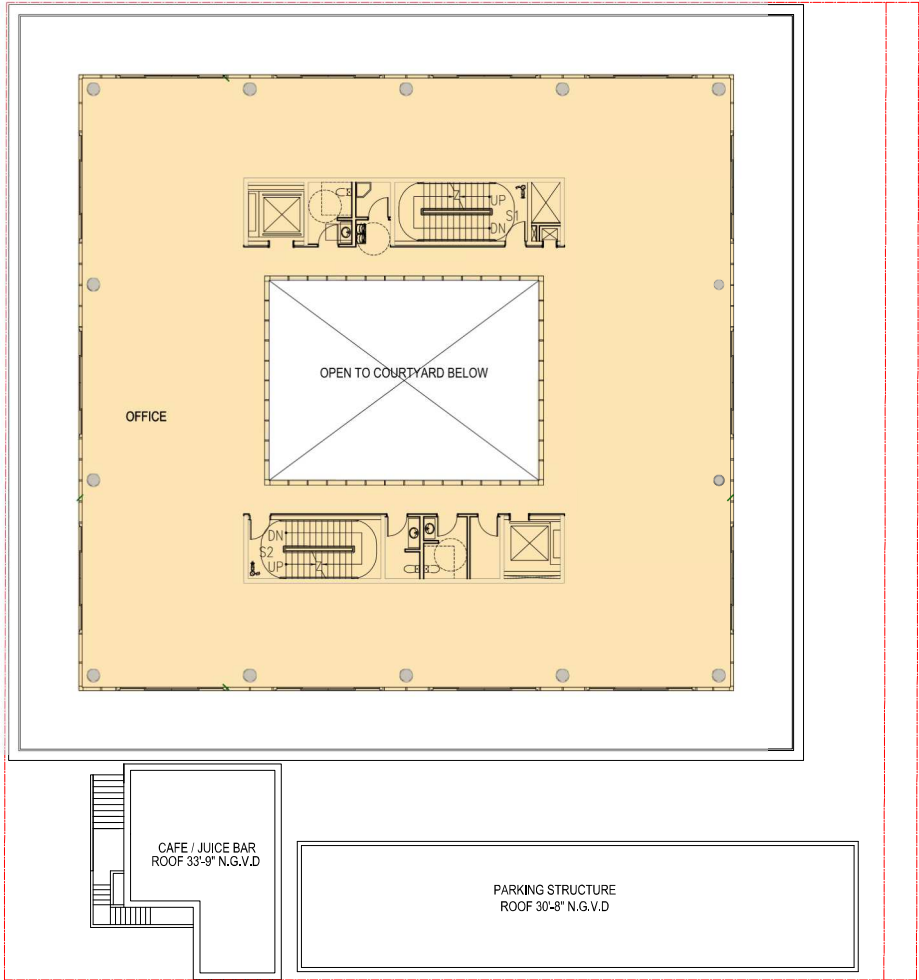 UP
S1
DN
OPEN TO COURTYARD BELOW
OFFICE
DN
S2
UP
CAFE / JUICE BAR
ROOF 33'-9" N.G.V.D
PARKING STRUCTURE
ROOF 30'-8" N.G.V.D